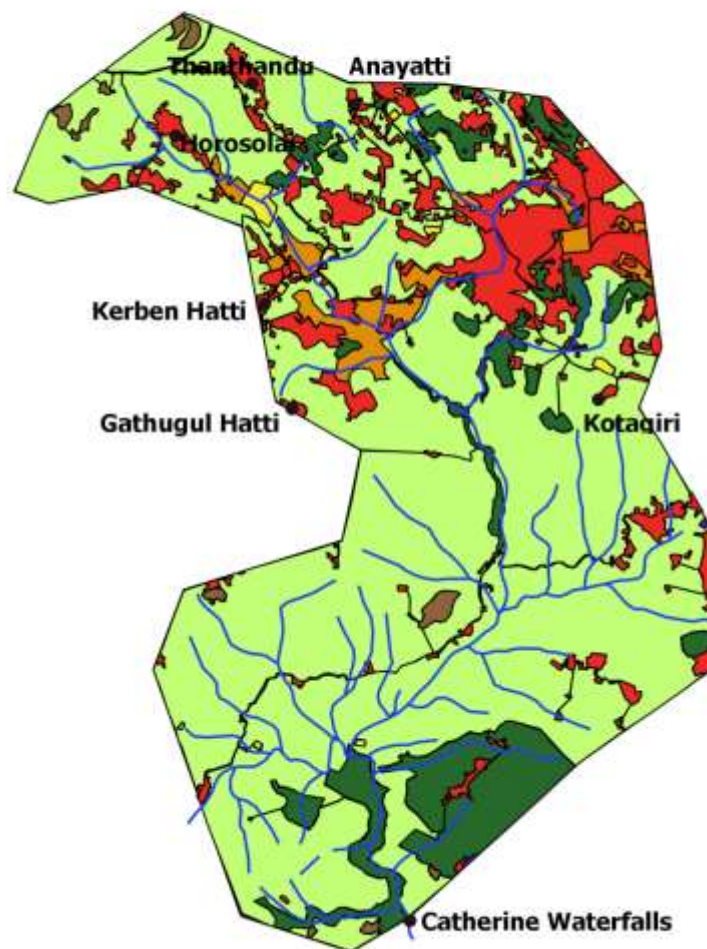 Thanthandu Anayatti
Horosolai
Kerben Hatti
Gathugul Hatti
Kotagiri
Catherine Waterfalls